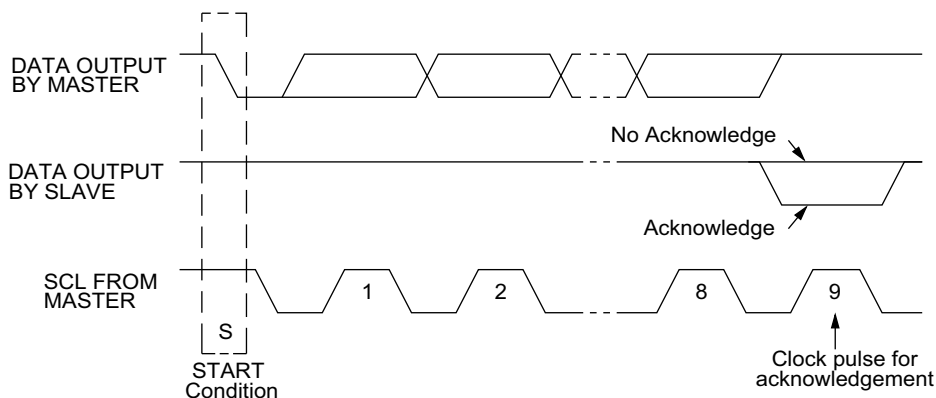 DATA OUTPUT
BY MASTER
No Acknowledge
DATA OUTPUT
BY SLAVE
Acknowledge
SCL FROM
MASTER
1
2
8
9
S
START
Condition
Clock pulse for
acknowledgement